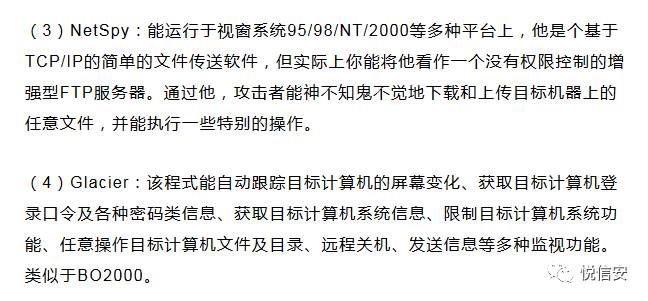 （3）NetSpy：能运行于视窗系统95/98/NT/2000等多种平台上，他是个基于
TCP/IP的简单的文件传送软件，但实际上你能将他看作一个没有权限控制的增
强型FTP服务器。通过他，攻击者能神不知鬼不觉地下载和上传目标机器上的
任意文件，并能执行一些特别的操作。
（4）Glacier：该程式能自动跟踪目标计算机的屏幕变化、获取目标计算机登
录口令及各种密码类信息、获取目标计算机系统信息、限制目标计算机系统功
能、任意操作目标计算机文件及目录、远程关机、发送信息等多种监视功能。
类似于BO2000。
悦信安